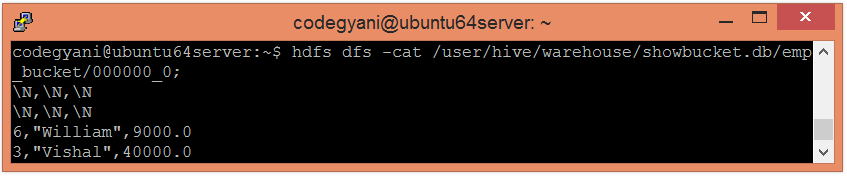 codegyani@ubuntu64server: ~
codegyani@ubuntu64server:~$ hdfs dfs -cat /user/hive/warehouse/showbucket.db/emp
_bucket/000000_0;
\N,\N,\N
\N,\N,\N
6,"William",9000.0
3,"Vishal",40000.0